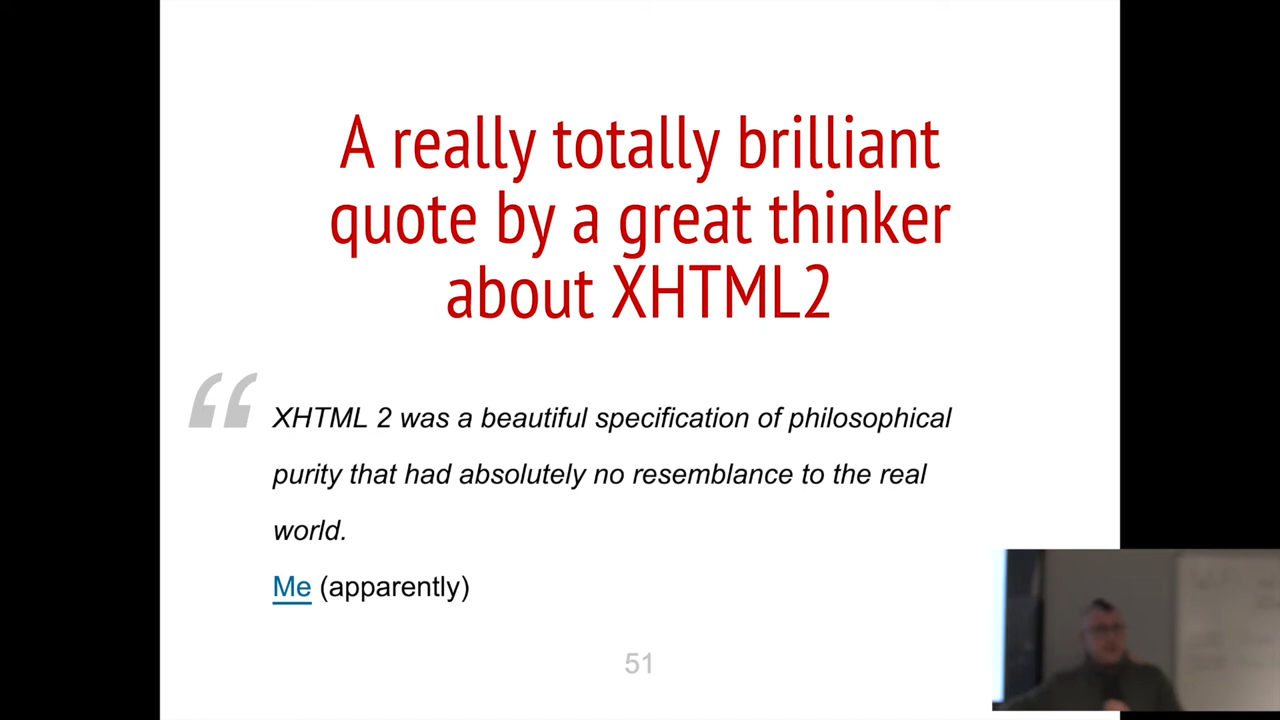 A really totally brilliant
quote by a great thinker
about XHTML2
“
XHTML 2 was a beautiful specification of philosophical
purity that had absolutely no resemblance to the real
world.
Me (apparently)
51